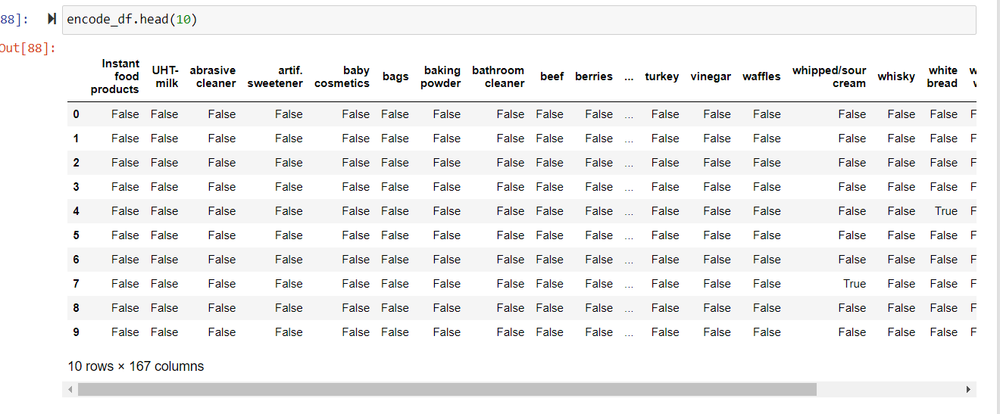 88]: encode_df.head(10)
Out[88]:
Instant food products UHT-milk abrasive cleaner artif. sweetener baby cosmetics bags baking powder bathroom cleaner beef berries ... turkey vinegar waffles whipped/sour cream whisky white bread
0 False False False False False False False False False False ... False False False False False False F
1 False False False False False False False False False False ... False False False False False False F
2 False False False False False False False False False False ... False False False False False False F
3 False False False False False False False False False False ... False False False False False False F
4 False False False False False False False False False False ... False False False False False True F
5 False False False False False False False False False False ... False False False False False False F
6 False False False False False False False False False False ... False False False False False False F
7 False False False False False False False False False False ... False False False True False False F
8 False False False False False False False False False False ... False False False False False False F
9 False False False False False False False False False False ... False False False False False False F
10 rows × 167 columns